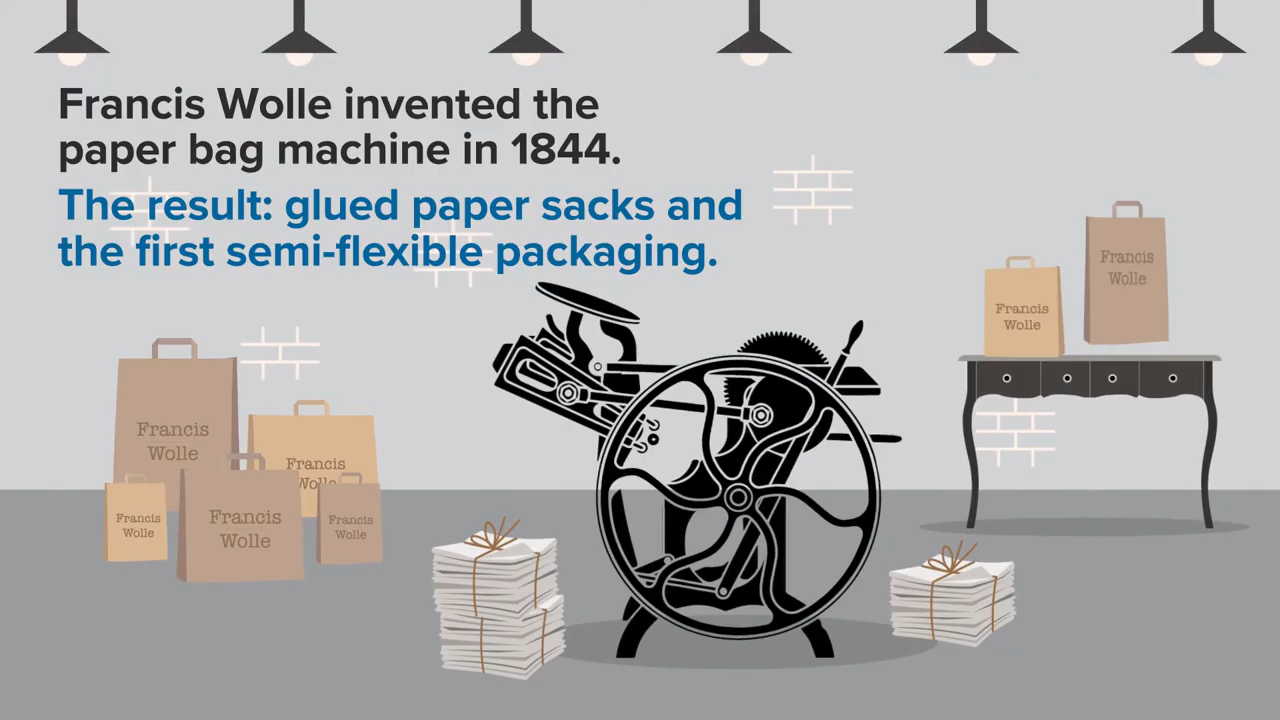 Francis Wolle invented the
paper bag machine in 1844.
The result: glued paper sacks and
the first semi-flexible packaging.
Francis
Wolle
Francis
Wolle
Francis
Wolle
Francis
Wolle
Francis
Wolle
Francis
Wolle
Francis
Wolle